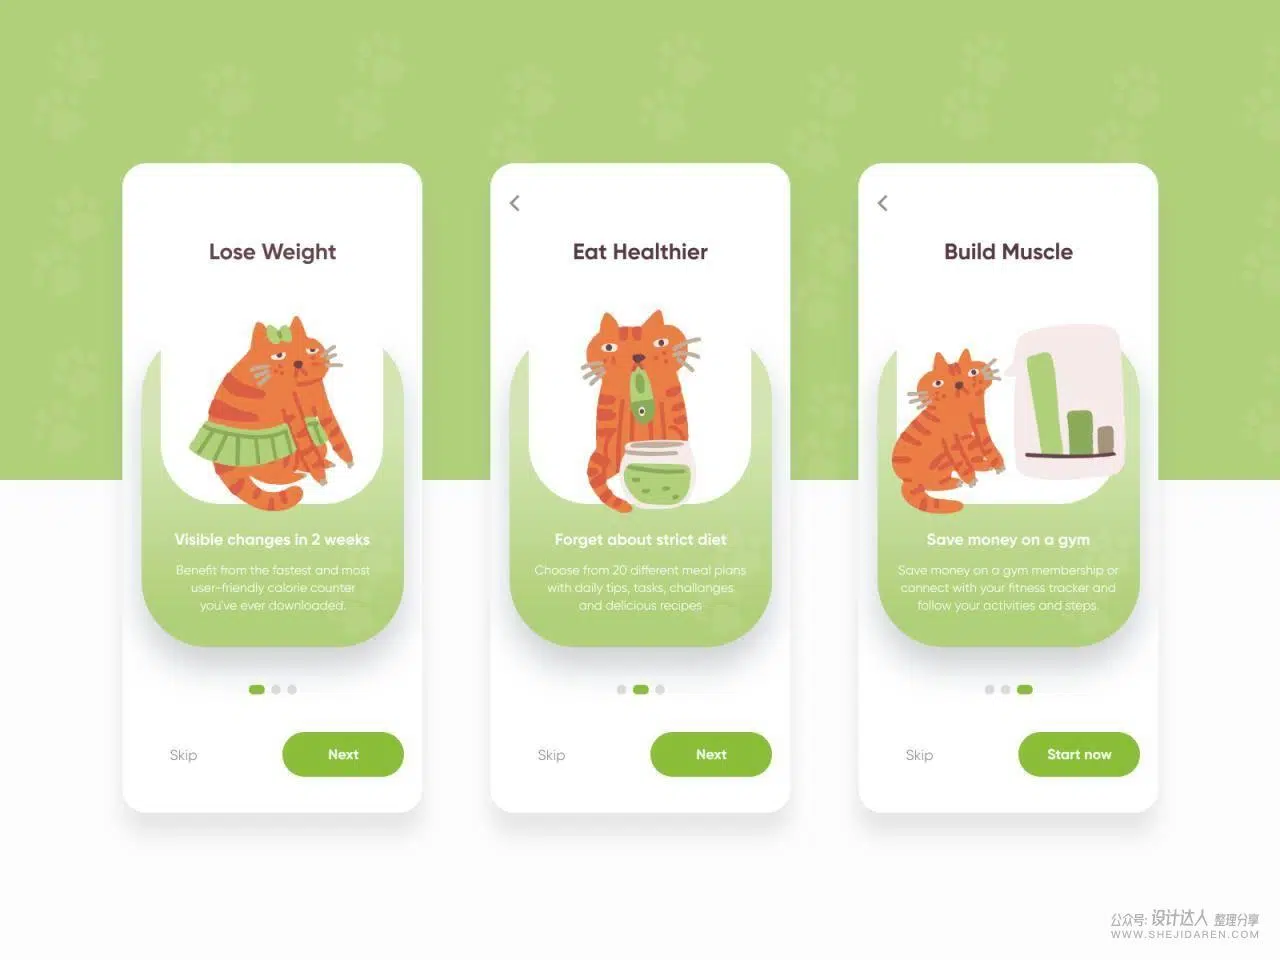 Lose Weight
Visible changes in 2 weeks
Benefit from the fastest and most
user-friendly calorie counter
you've ever downloaded.
Skip
Next
Eat Healthier
Forget about strict diet
Choose from 20 different meal plans
with daily tips, tasks, challanges
and delicious recipes
Skip
Next
Build Muscle
Save money on a gym
Save money on a gym membership or
connect with your fitness tracker and
follow your activities and steps.
Skip
Start now
公众号: 设计达人 整理分享
WWW.SHEJIDAREN.COM